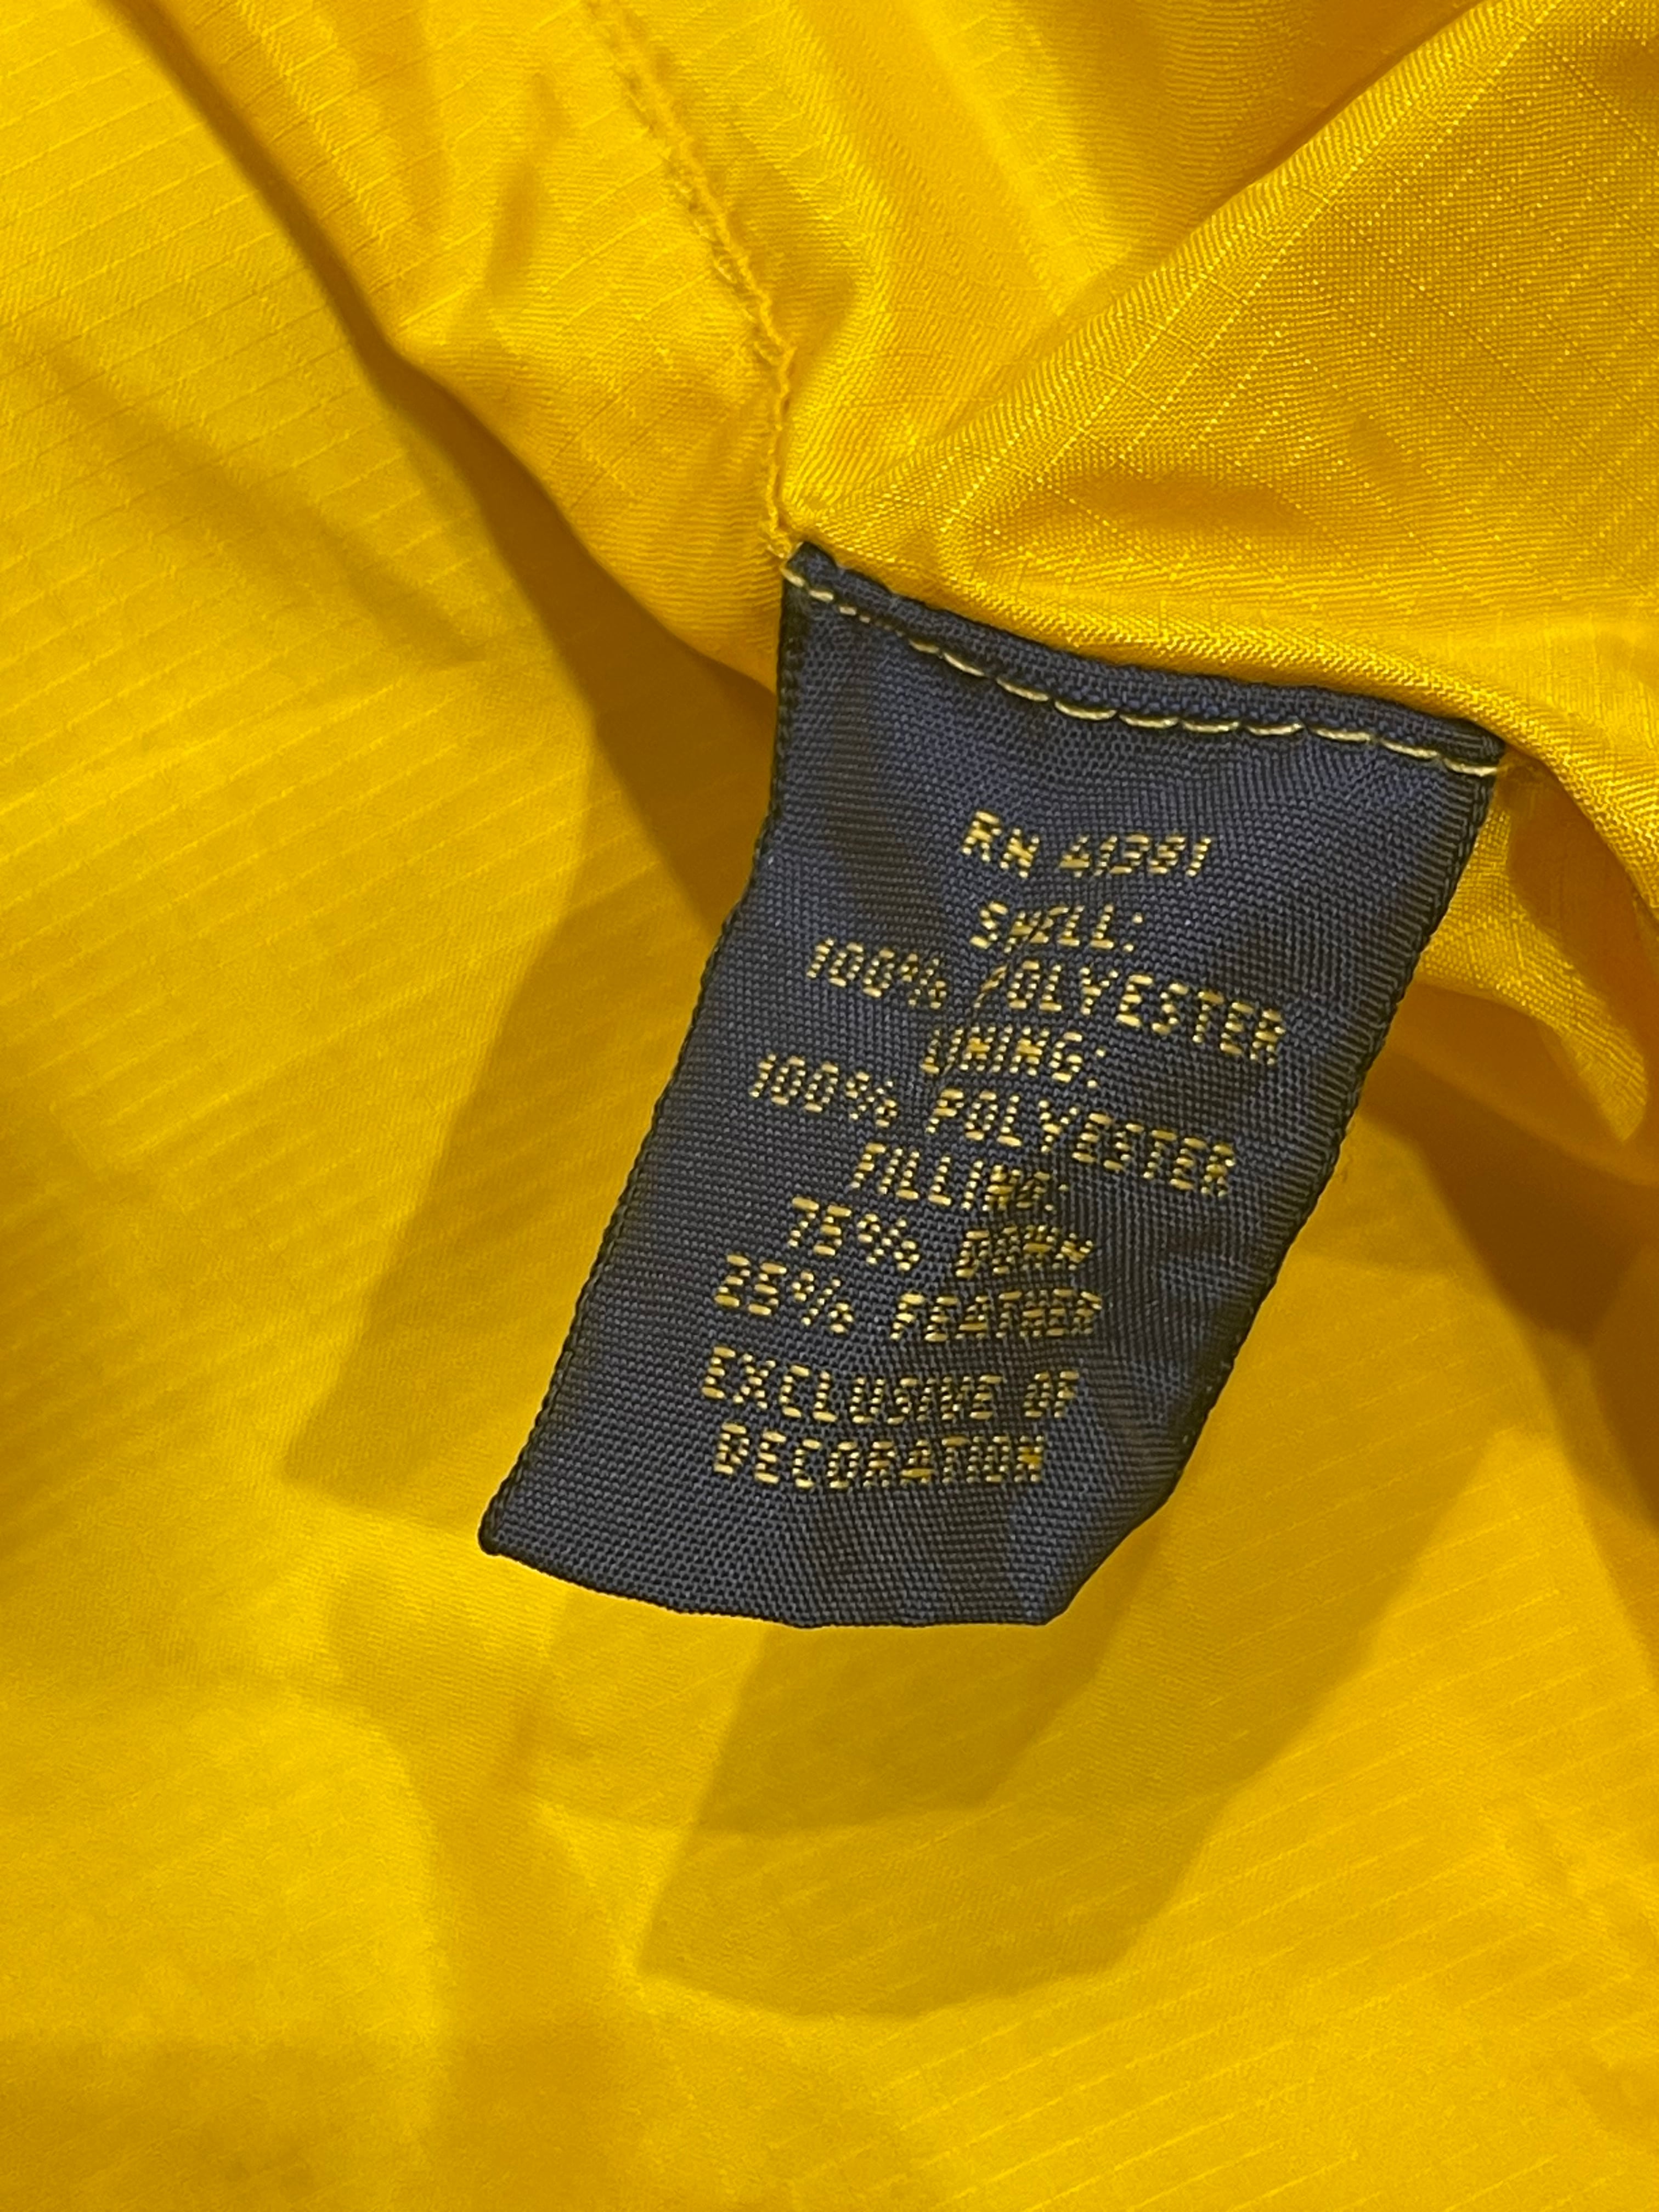 RN 41381
SHELL:
100% POLYESTER
LINING:
100% POLYESTER
FILLING:
75% DOWN
25% FEATHER
EXCLUSIVE OF
DECORATION